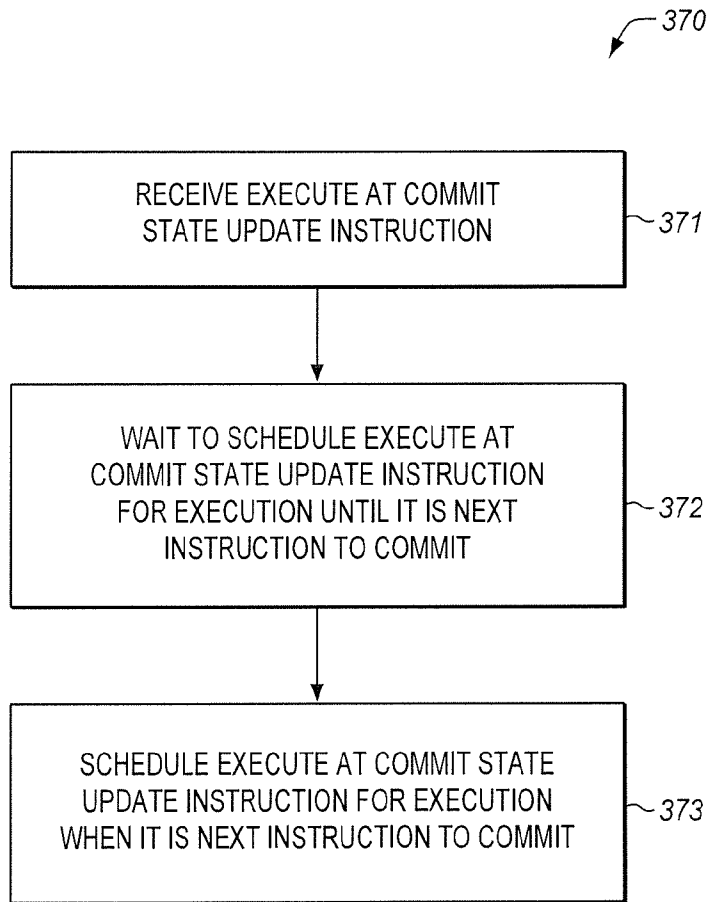 370
RECEIVE EXECUTE AT COMMIT
STATE UPDATE INSTRUCTION
371
WAIT TO SCHEDULE EXECUTE AT
COMMIT STATE UPDATE INSTRUCTION
FOR EXECUTION UNTIL IT IS NEXT
INSTRUCTION TO COMMIT
372
SCHEDULE EXECUTE AT COMMIT STATE
UPDATE INSTRUCTION FOR EXECUTION
WHEN IT IS NEXT INSTRUCTION TO COMMIT
373